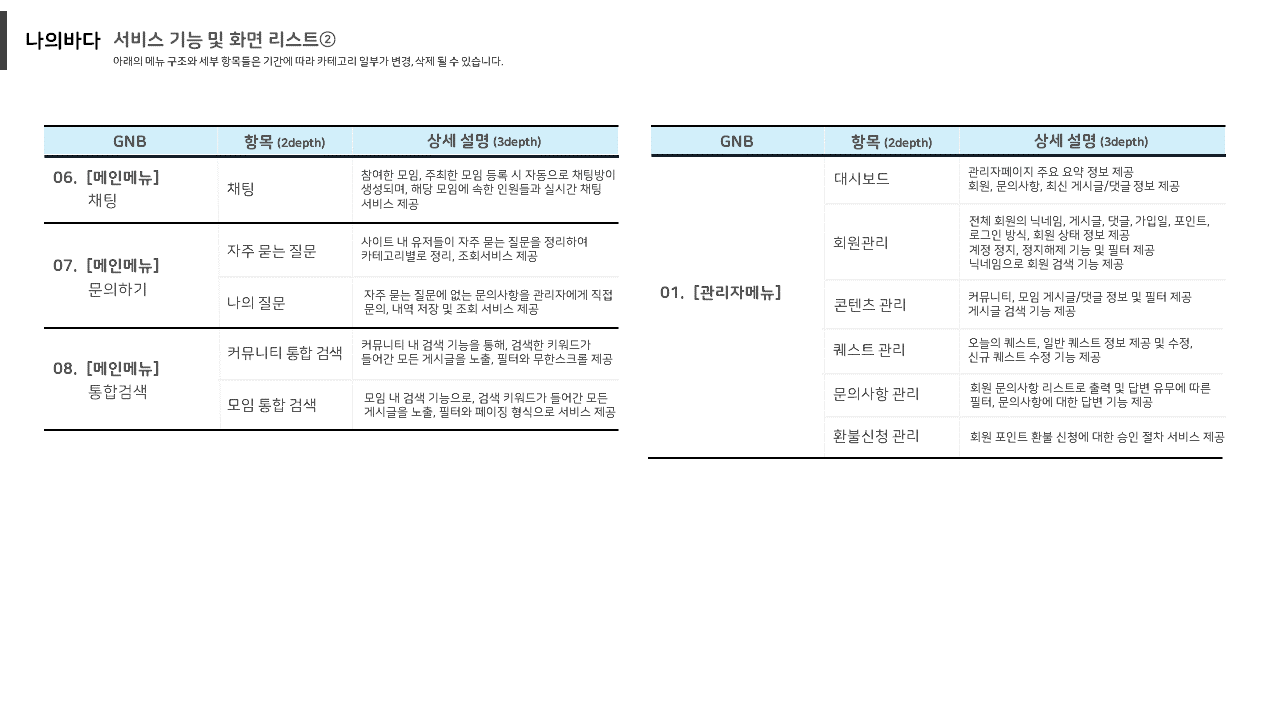 나의바다 서비스 기능 및 화면 리스트②
아래의 메뉴 구조와 세부 항목들은 기간에 따라 카테고리 일부가 변경, 삭제 될 수 있습니다.
GNB 항목 (2depth) 상세 설명 (3depth)
06. [메인메뉴]
채팅
채팅
참여한 모임, 주최한 모임 등록 시 자동으로 채팅방이
생성되며, 해당 모임에 속한 인원들과 실시간 채팅
서비스 제공
07. [메인메뉴]
문의하기
자주 묻는 질문
사이트 내 유저들이 자주 묻는 질문을 정리하여
카테고리별로 정리, 조회서비스 제공
나의 질문
자주 묻는 질문에 없는 문의사항을 관리자에게 직접
문의, 내역 저장 및 조회 서비스 제공
08. [메인메뉴]
통합검색
커뮤니티 통합 검색
커뮤니티 내 검색 기능을 통해, 검색한 키워드가
들어간 모든 게시글을 노출, 필터와 무한스크롤 제공
모임 통합 검색
모임 내 검색 기능으로, 검색 키워드가 들어간 모든
게시글을 노출, 필터와 페이징 형식으로 서비스 제공
GNB 항목 (2depth) 상세 설명 (3depth)
01. [관리자메뉴]
대시보드
관리자페이지 주요 요약 정보 제공
회원, 문의사항, 최신 게시글/댓글 정보 제공
회원관리
전체 회원의 닉네임, 게시글, 댓글, 가입일, 포인트,
로그인 방식, 회원 상태 정보 제공
계정 정지, 정지해제 기능 및 필터 제공
닉네임으로 회원 검색 기능 제공
콘텐츠 관리
커뮤니티, 모임 게시글/댓글 정보 및 필터 제공
게시글 검색 기능 제공
퀘스트 관리
오늘의 퀘스트, 일반 퀘스트 정보 제공 및 수정,
신규 퀘스트 수정 기능 제공
문의사항 관리
회원 문의사항 리스트로 출력 및 답변 유무에 따른
필터, 문의사항에 대한 답변 기능 제공
환불신청 관리
회원 포인트 환불 신청에 대한 승인 절차 서비스 제공